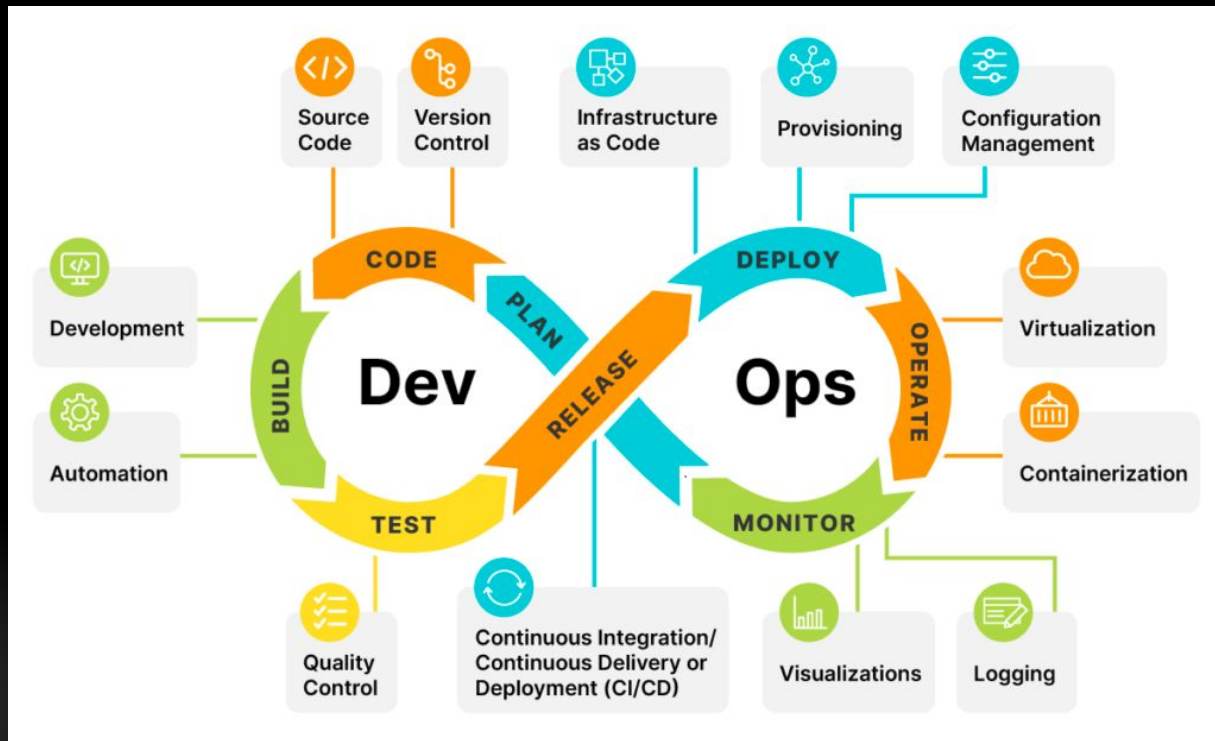 Source
Code
Version
Control
Infrastructure
as Code
Provisioning
Configuration
Management
CODE
PLAN
DEPLOY
Development
Automation
BUILD
Dev
RELEASE
Ops
OPERATE
Virtualization
Containerization
TEST
MONITOR
Quality
Control
Continuous Integration/
Continuous Delivery or
Deployment (CI/CD)
Visualizations
Logging